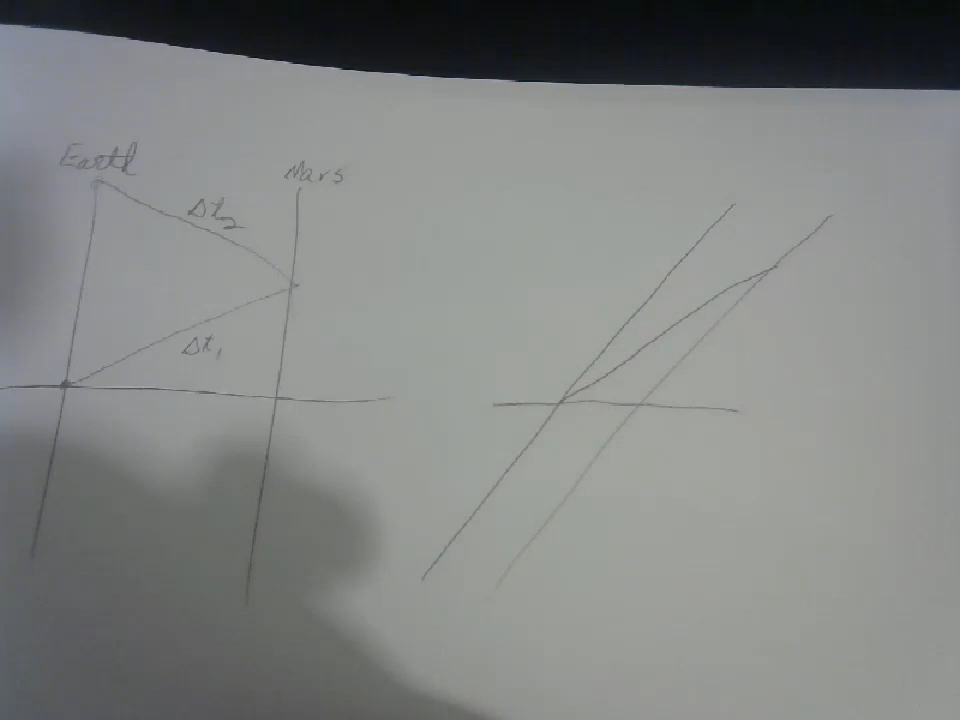 Earth
Mars
Δt₂
Δt₁